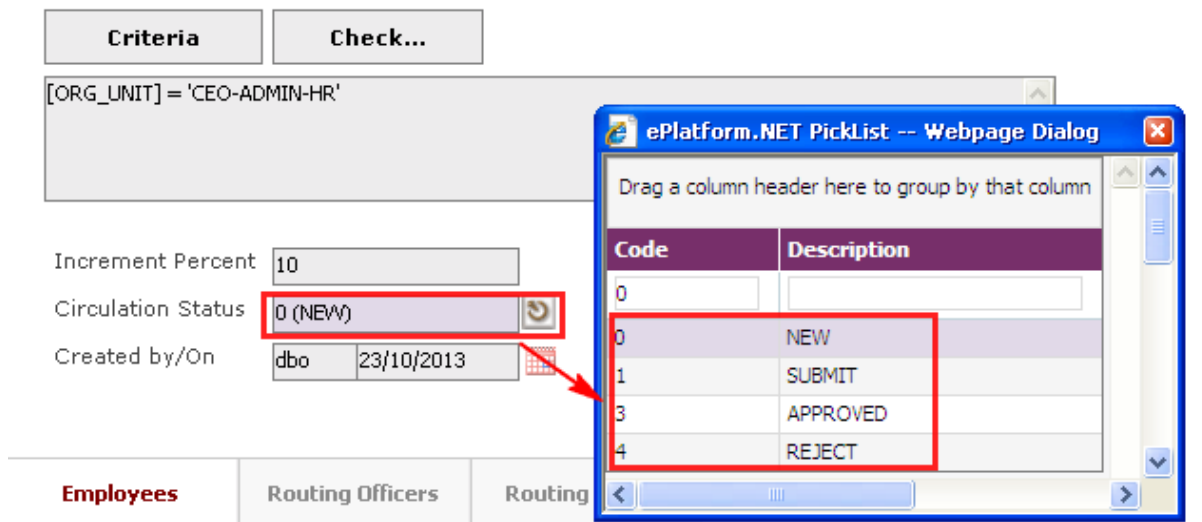 Criteria
Check...
[ORG_UNIT] = 'CEO-ADMIN-HR'
ePlatform.NET PickList -- Webpage Dialog
Drag a column header here to group by that column
Code Description
0
0 NEW
1 SUBMIT
3 APPROVED
4 REJECT
Increment Percent 10
Circulation Status 0 (NEW)
Created by/On dbo 23/10/2013
Employees
Routing Officers
Routing